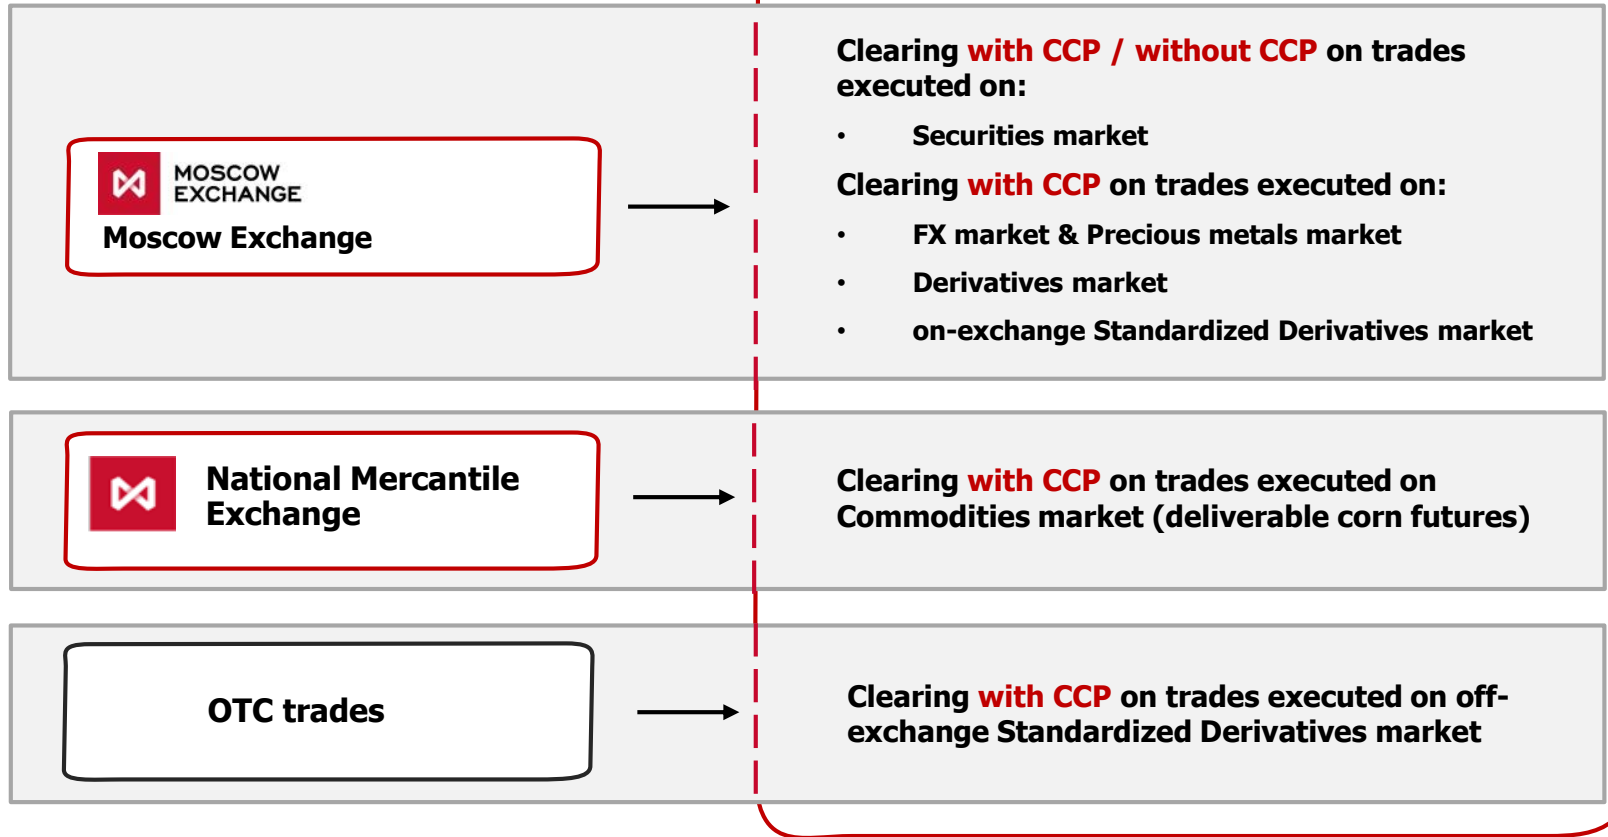 MOSCOW
EXCHANGE
Moscow Exchange
Clearing with CCP / without CCP on trades
executed on:
• Securities market
Clearing with CCP on trades executed on:
• FX market & Precious metals market
• Derivatives market
• on-exchange Standardized Derivatives market
National Mercantile
Exchange
Clearing with CCP on trades executed on
Commodities market (deliverable corn futures)
OTC trades
Clearing with CCP on trades executed on off-
exchange Standardized Derivatives market